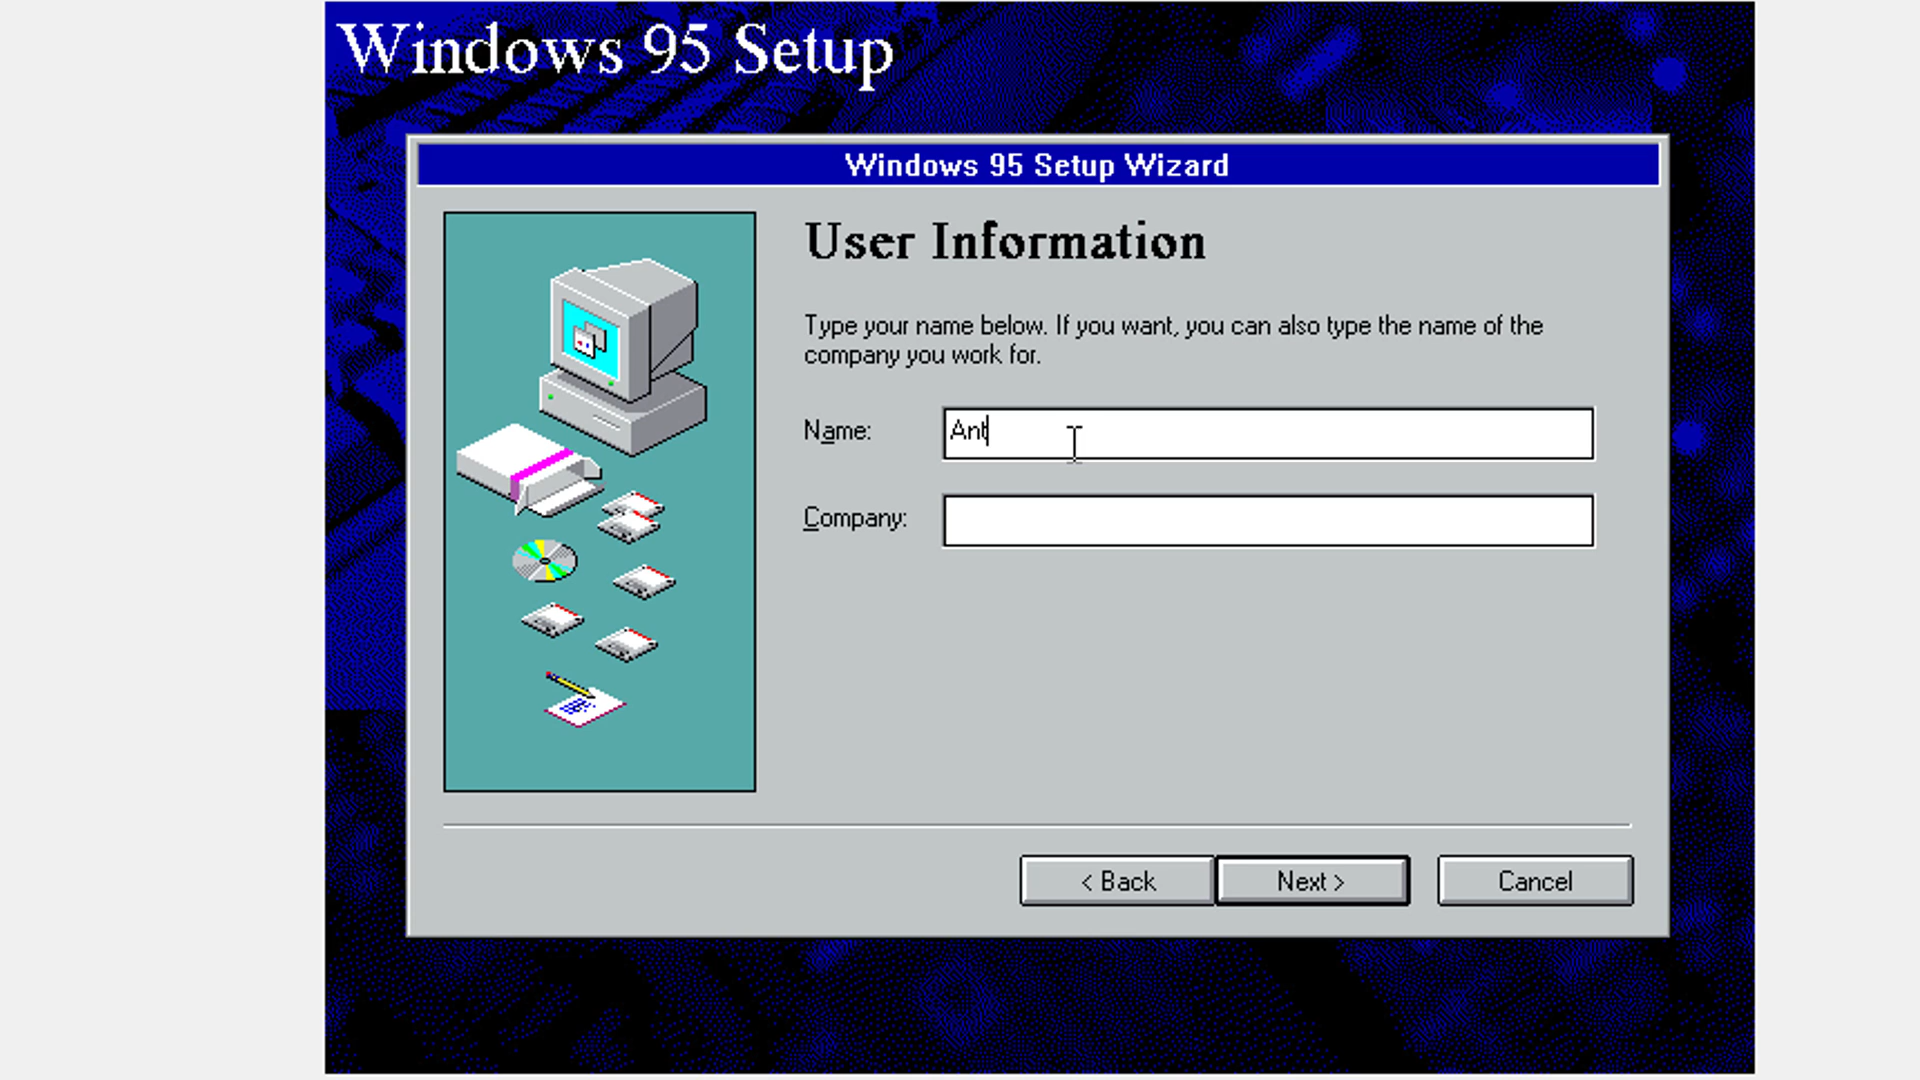 Windows 95 Setup
Windows 95 Setup Wizard
User Information
Type your name below. If you want, you can also type the name of the
company you work for.
Name: Ant
Company:
< Back Next > Cancel